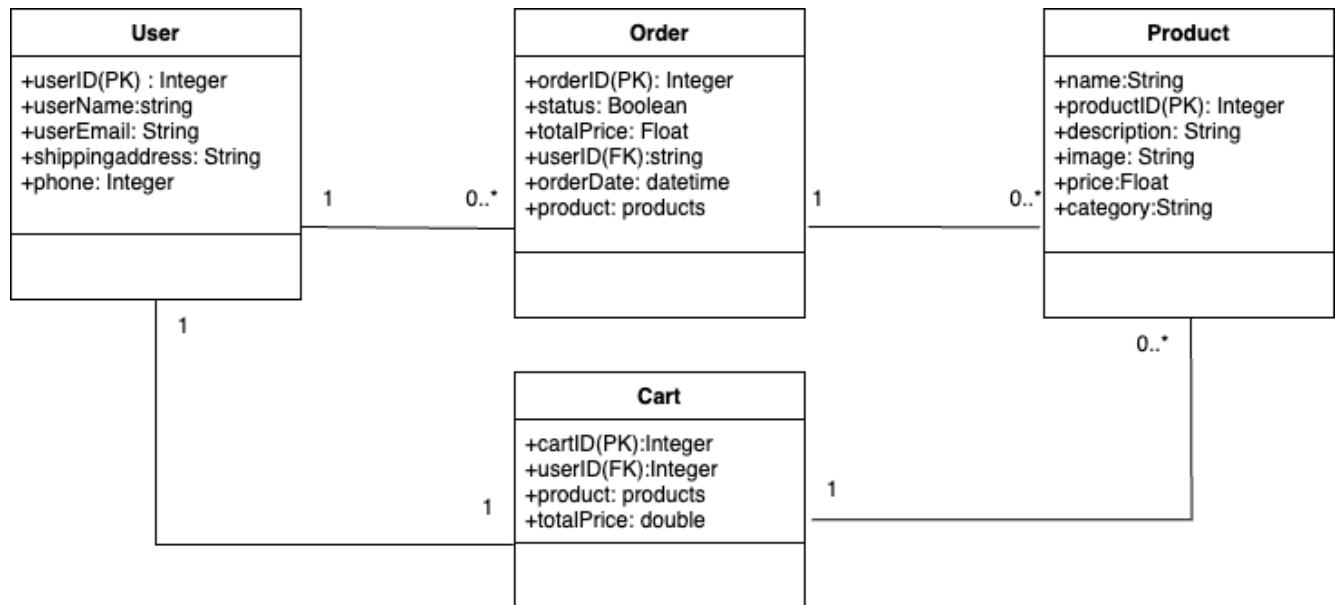 User
+userID(PK) : Integer
+userName:string
+userEmail: String
+shippingaddress: String
+phone: Integer
1
0..*
Order
+orderID(PK): Integer
+status: Boolean
+totalPrice: Float
+userID(FK):string
+orderDate: datetime
+product: products
1
0..*
Product
+name:String
+productID(PK): Integer
+description: String
+image: String
+price:Float
+category:String
1
0..*
Cart
+cartID(PK):Integer
+userID(FK):Integer
+product: products
+totalPrice: double
1
1